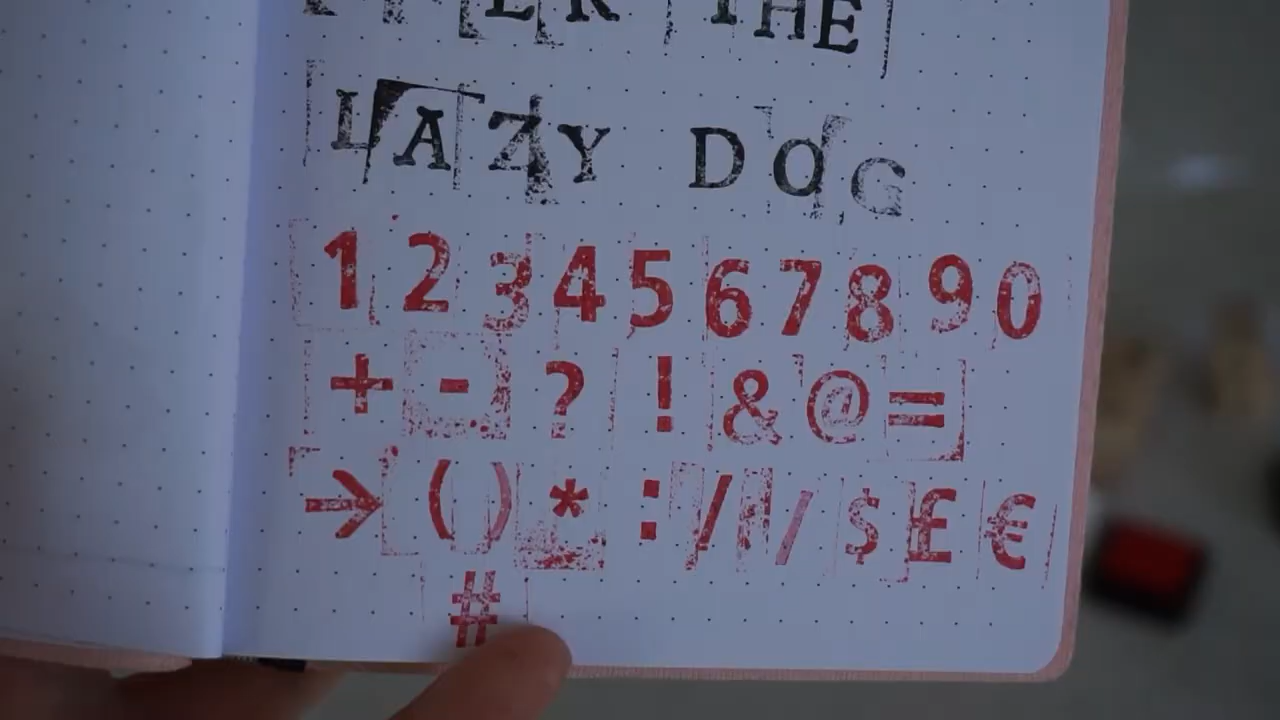 THE
LAZY DOG
1234567890
+ - ? ! & @ =
→ ( ) * : / / $ £ €
#